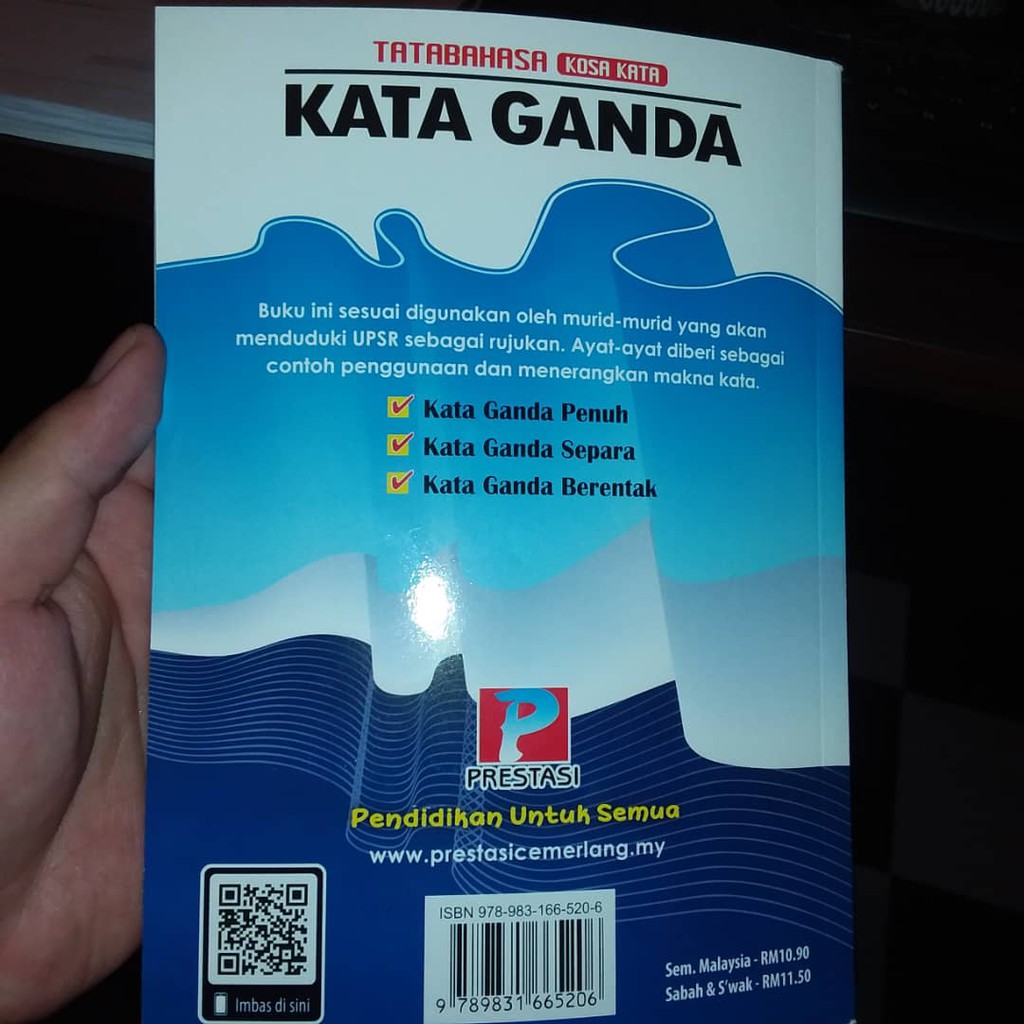 TATABAHASA KOSA KATA
KATA GANDA
Buku ini sesuai digunakan oleh murid-murid yang akan
menduduki UPSR sebagai rujukan. Ayat-ayat diberi sebagai
contoh penggunaan dan menerangkan makna kata.
Kata Ganda Penuh
Kata Ganda Separa
Kata Ganda Berentak
P
PRESTASI
Pendidikan Untuk Semua
www.prestasicemerlang.my
Imbas di sini
ISBN 978-983-166-520-6
9 789831 665206
Sem. Malaysia - RM10.90
Sabah & S'wak - RM11.50